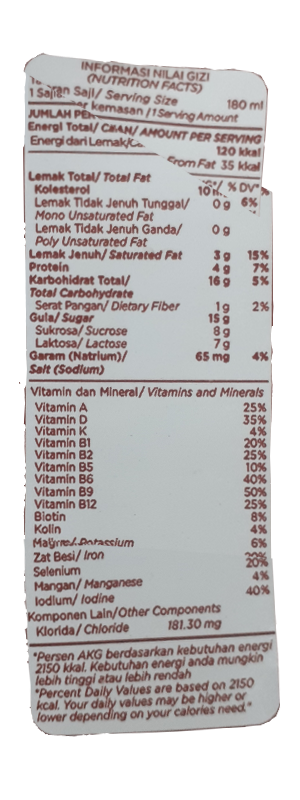 INFORMASI NILAI GIZI
(NUTRITION FACTS)
Saji/ Serving Size 180 ml
1 Sajia
kemasan /1 Serving Amount
JUMLAH PER / AMOUNT PER SERVING
Energi Total/ 120 kkal
Energi dari Lemak/ From Fat 35 kkal
% DV*
Lemak Total/ Total Fat 6%
Kolesterol
Lemak Tidak Jenuh Tunggal/ 0 g
Mono Unsaturated Fat
Lemak Tidak Jenuh Ganda/ 0 g
Poly Unsaturated Fat
Lemak Jenuh/ Saturated Fat 3 g 15%
Protein 4 g 7%
Karbohidrat Total/ 16 g 5%
Total Carbohydrate
Serat Pangan/ Dietary Fiber 1 g 2%
Gula/ Sugar 15 g
Sukrosa/ Sucrose 8 g
Laktosa/ Lactose 7 g
Garam (Natrium)/ 65 mg 4%
Salt (Sodium)
Vitamin dan Mineral/ Vitamins and Minerals
Vitamin A 25%
Vitamin D 35%
Vitamin K 4%
Vitamin B1 20%
Vitamin B2 25%
Vitamin B5 10%
Vitamin B6 40%
Vitamin B9 50%
Vitamin B12 25%
Biotin 8%
Kolin 4%
Potassium 6%
Zat Besi/ Iron
Selenium 20%
Mangan/ Manganese 4%
Iodium/ Iodine 40%
Komponen Lain/Other Components
Klorida/ Chloride 181.30 mg
*Persen AKG berdasarkan kebutuhan energi
2150 kkal. Kebutuhan energi anda mungkin
lebih tinggi atau lebih rendah
*Percent Daily Values are based on 2150
kcal. Your daily values may be higher or
lower depending on your calories need."